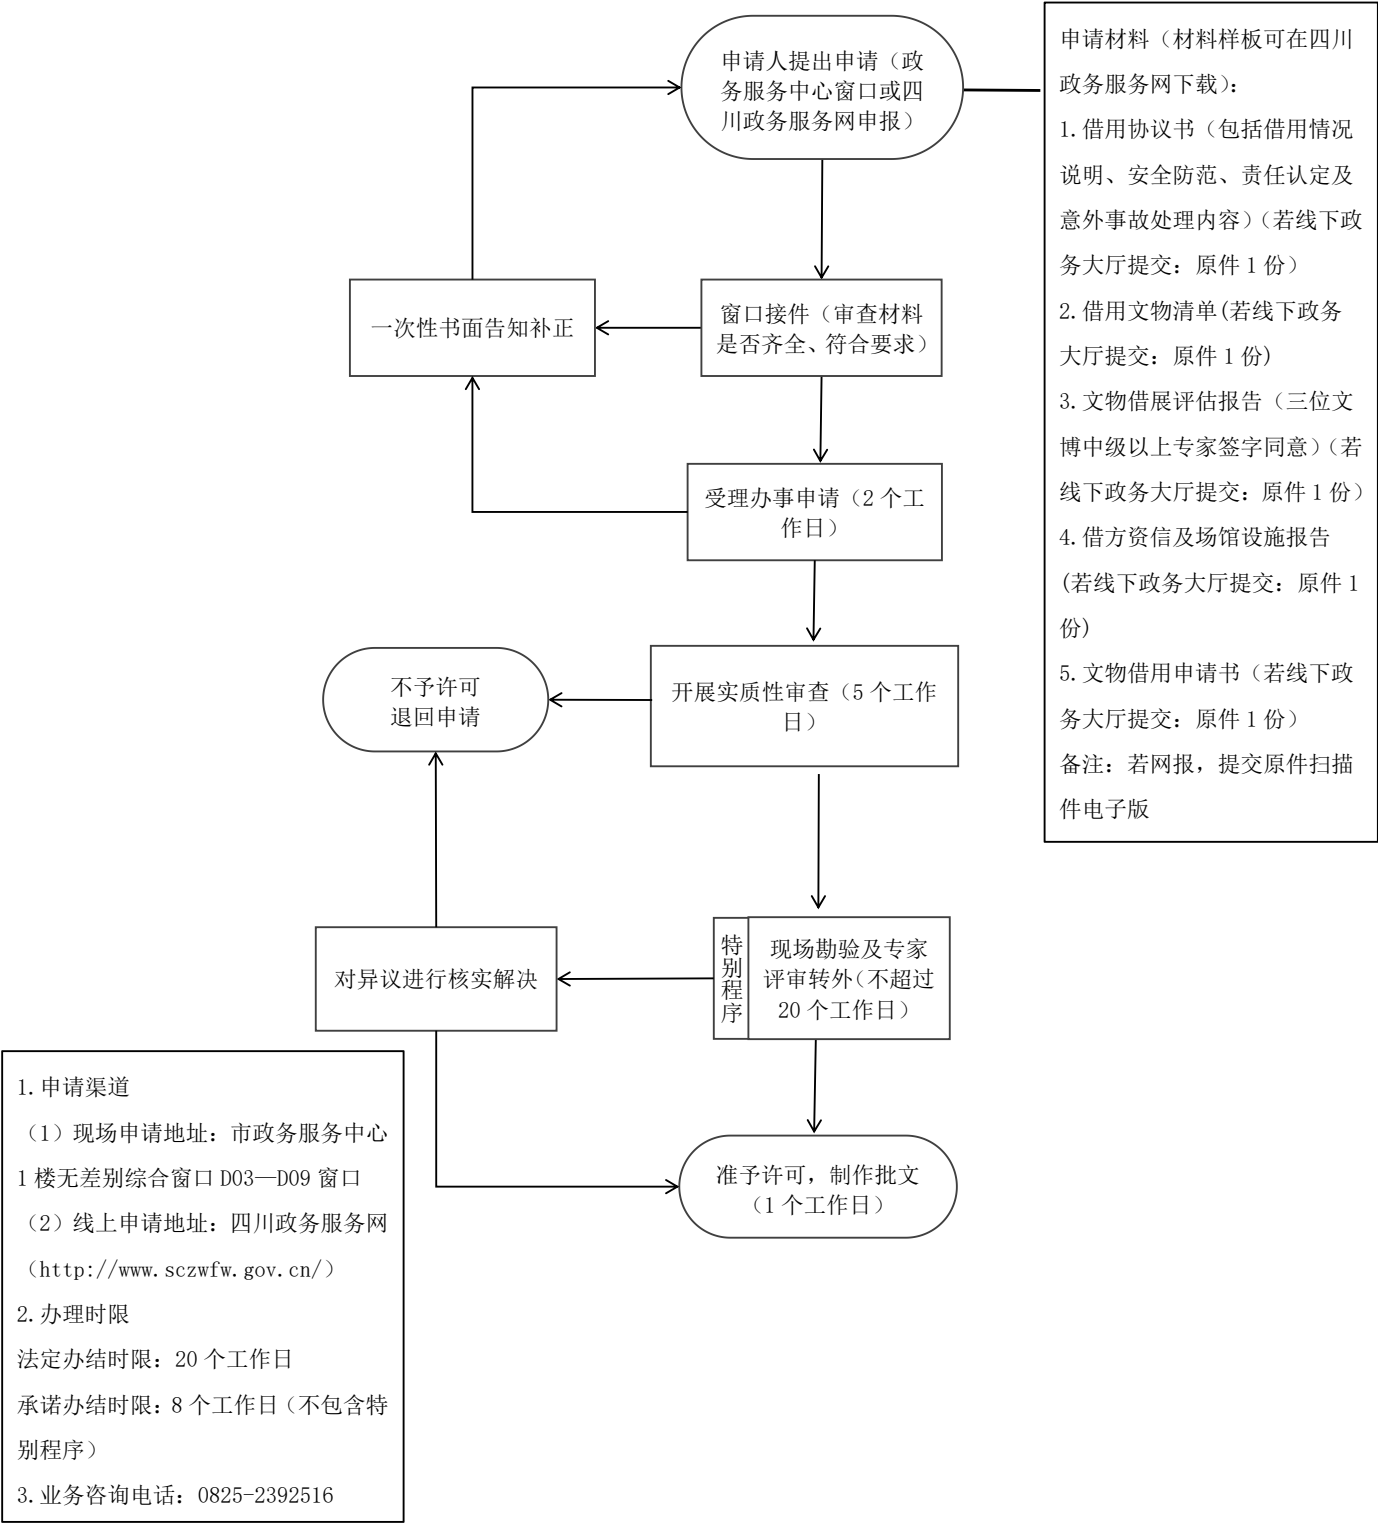 申请人提出申请（政
务服务中心窗口或四
川政务服务网申报）
申请材料（材料样板可在四川
政务服务网下载）：
1.借用协议书（包括借用情况
说明、安全防范、责任认定及
意外事故处理内容）（若线下政
务大厅提交：原件 1 份）
2.借用文物清单(若线下政务
大厅提交：原件 1 份)
3.文物借展评估报告（三位文
博中级以上专家签字同意）（若
线下政务大厅提交：原件 1 份）
4.借方资信及场馆设施报告
(若线下政务大厅提交：原件 1
份)
5.文物借用申请书（若线下政
务大厅提交：原件 1 份）
备注：若网报，提交原件扫描
件电子版
一次性书面告知补正
窗口接件（审查材料
是否齐全、符合要求）
受理办事申请（2 个工
作日）
不予许可
退回申请
开展实质性审查（5 个工作
日）
对异议进行核实解决
特别程序
现场勘验及专家
评审转外（不超过
20 个工作日）
准予许可，制作批文
（1 个工作日）
1.申请渠道
（1）现场申请地址：市政务服务中心
1 楼无差别综合窗口 D03—D09 窗口
（2）线上申请地址：四川政务服务网
（http://www.sczwfw.gov.cn/）
2.办理时限
法定办结时限：20 个工作日
承诺办结时限：8 个工作日（不包含特
别程序）
3.业务咨询电话：0825-2392516